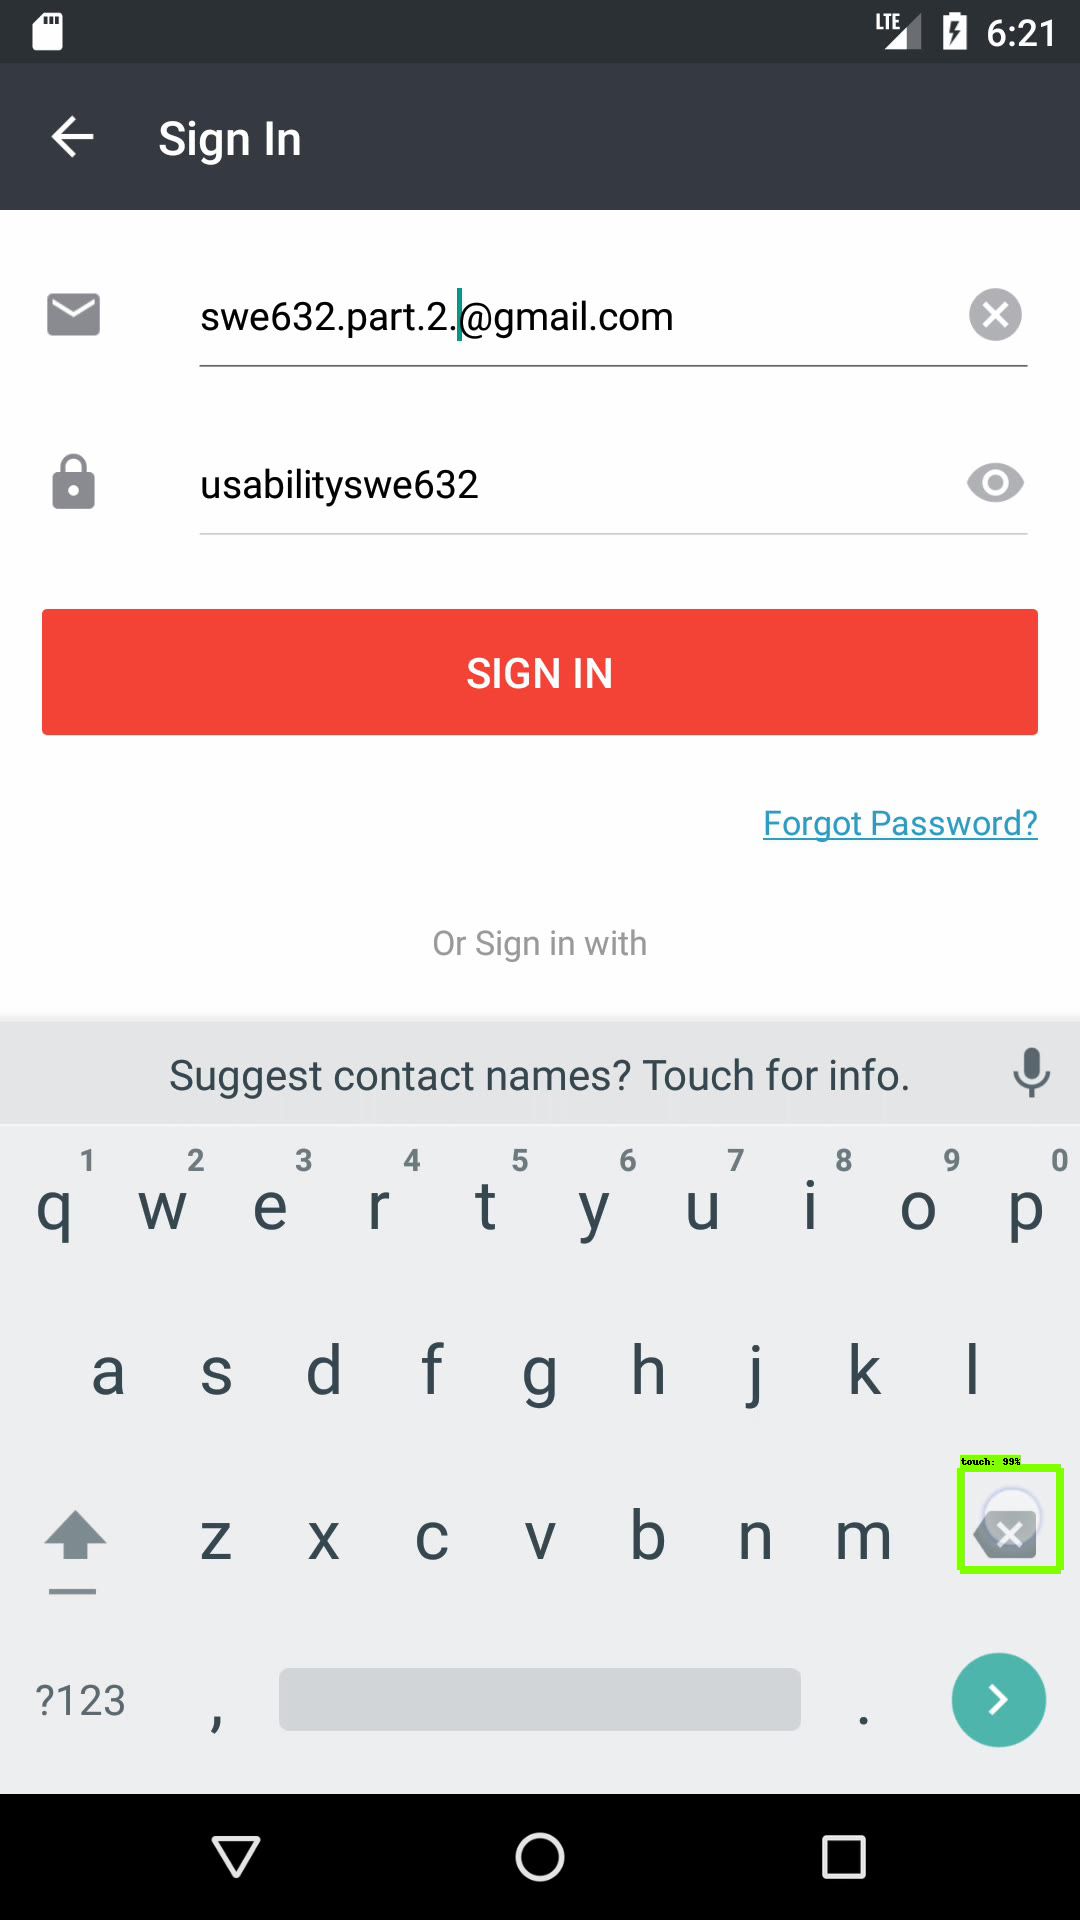 LTE 6:21
Sign In
swe632.part.2.@gmail.com
usabilityswe632
SIGN IN
Forgot Password?
Or Sign in with
Suggest contact names? Touch for info.
1 2 3 4 5 6 7 8 9 0
q w e r t y u i o p
a s d f g h j k l
touch: 99%
z x c v b n m
?123 , .